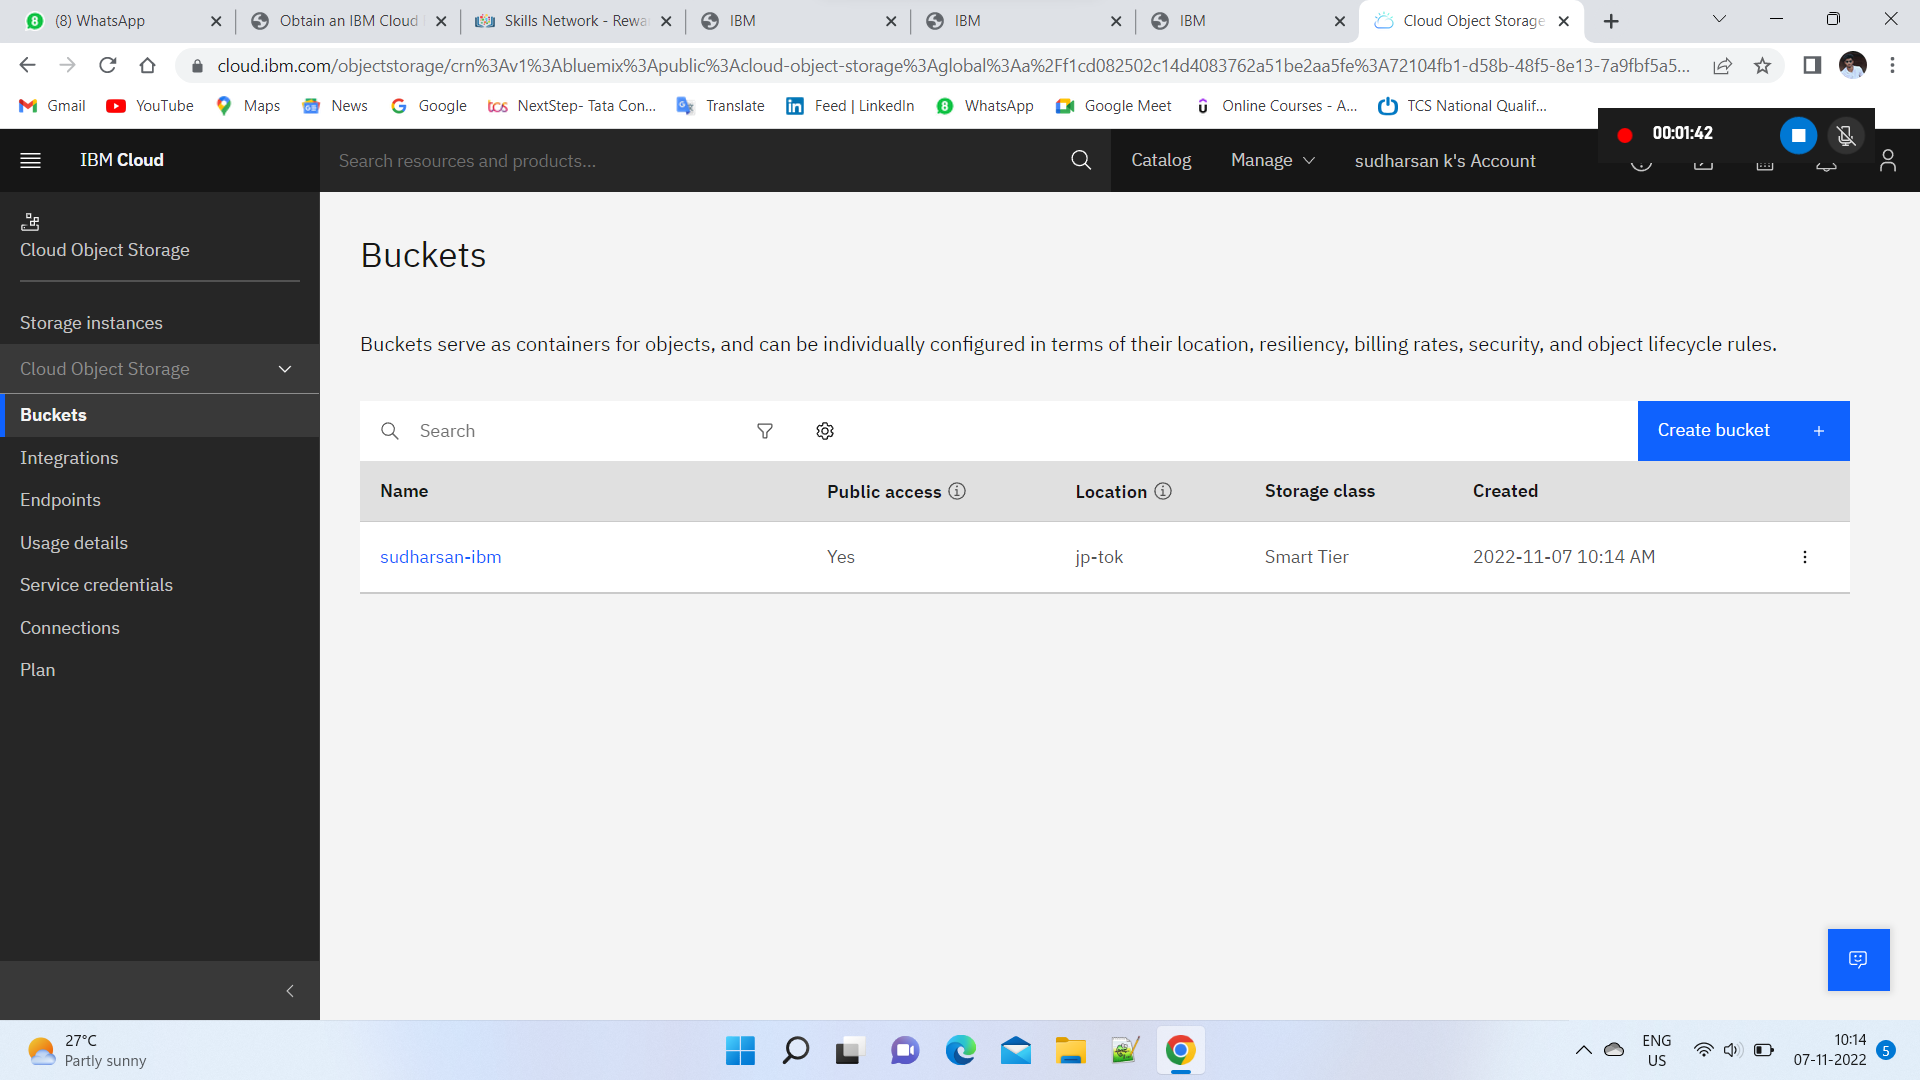 (8) WhatsApp
Obtain an IBM Cloud
Skills Network - Rewa
IBM
IBM
IBM
Cloud Object Storage
cloud.ibm.com/objectstorage/crn%3Av1%3Abluemix%3Apublic%3Acloud-object-storage%3Aglobal%3Aa%2Ff1cd082502c14d4083762a51be2aa5fe%3A72104fb1-d58b-48f5-8e13-7a9fbf5a5...
Gmail
YouTube
Maps
News
Google
tcs NextStep- Tata Con...
Translate
Feed | LinkedIn
WhatsApp
Google Meet
Online Courses - A...
TCS National Qualif...
00:01:42
IBM Cloud
Search resources and products...
Catalog
Manage
sudharsan k's Account
Cloud Object Storage
Storage instances
Cloud Object Storage
Buckets
Integrations
Endpoints
Usage details
Service credentials
Connections
Plan
Buckets
Buckets serve as containers for objects, and can be individually configured in terms of their location, resiliency, billing rates, security, and object lifecycle rules.
Search
Create bucket +
Name Public access Location Storage class Created
sudharsan-ibm Yes jp-tok Smart Tier 2022-11-07 10:14 AM
27°C
Partly sunny
ENG
US
10:14
07-11-2022
5